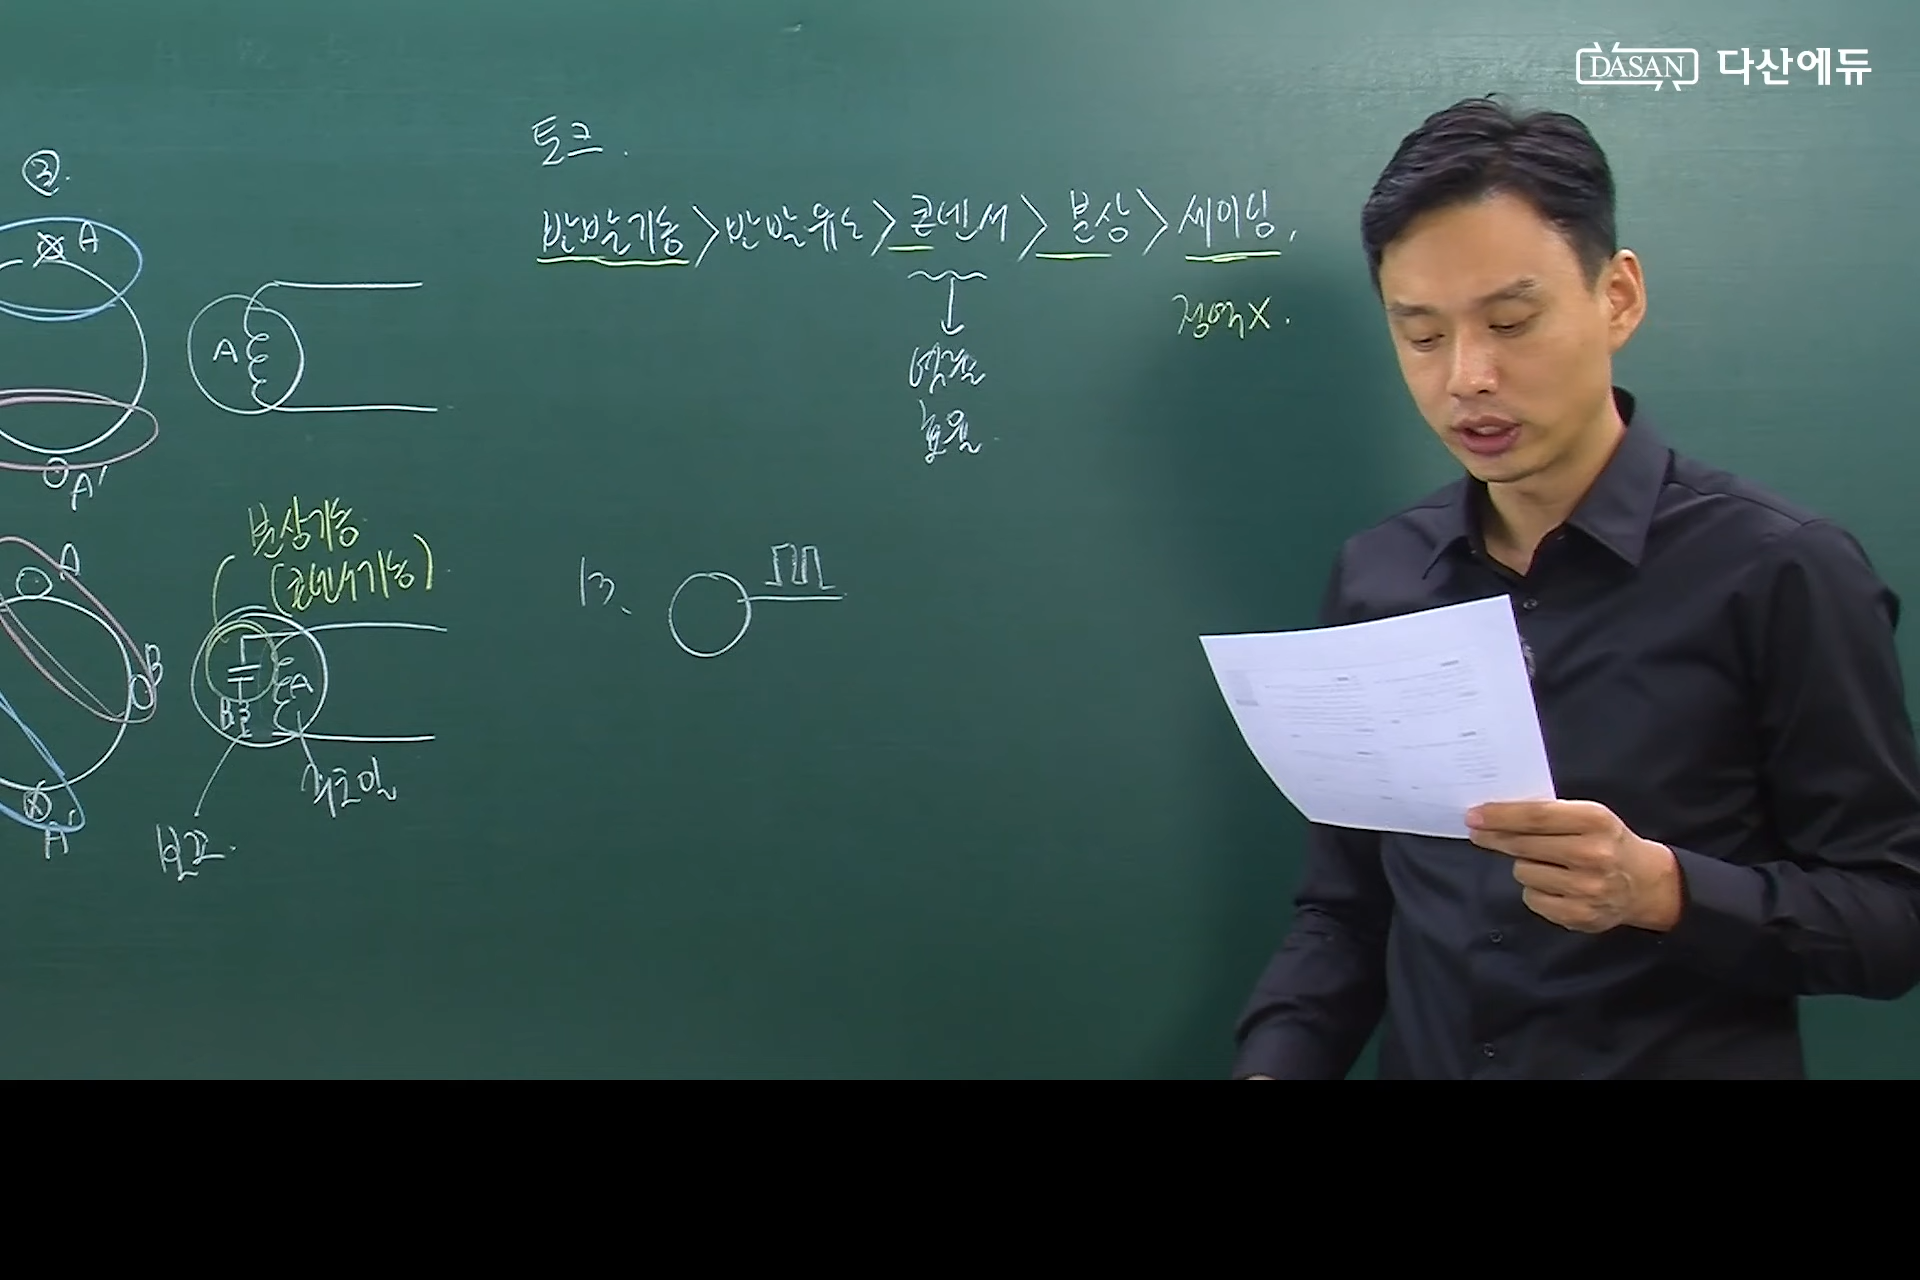 DASAN 다산에듀
토크.
반발기동 > 반발유도 > 콘덴서 > 분상 > 세이딩.
정역X.
역률
효율
③.
A
A
A'
분상기동
(콘덴서기동)
A
B
A
B
A'
주코일
보조.
13.